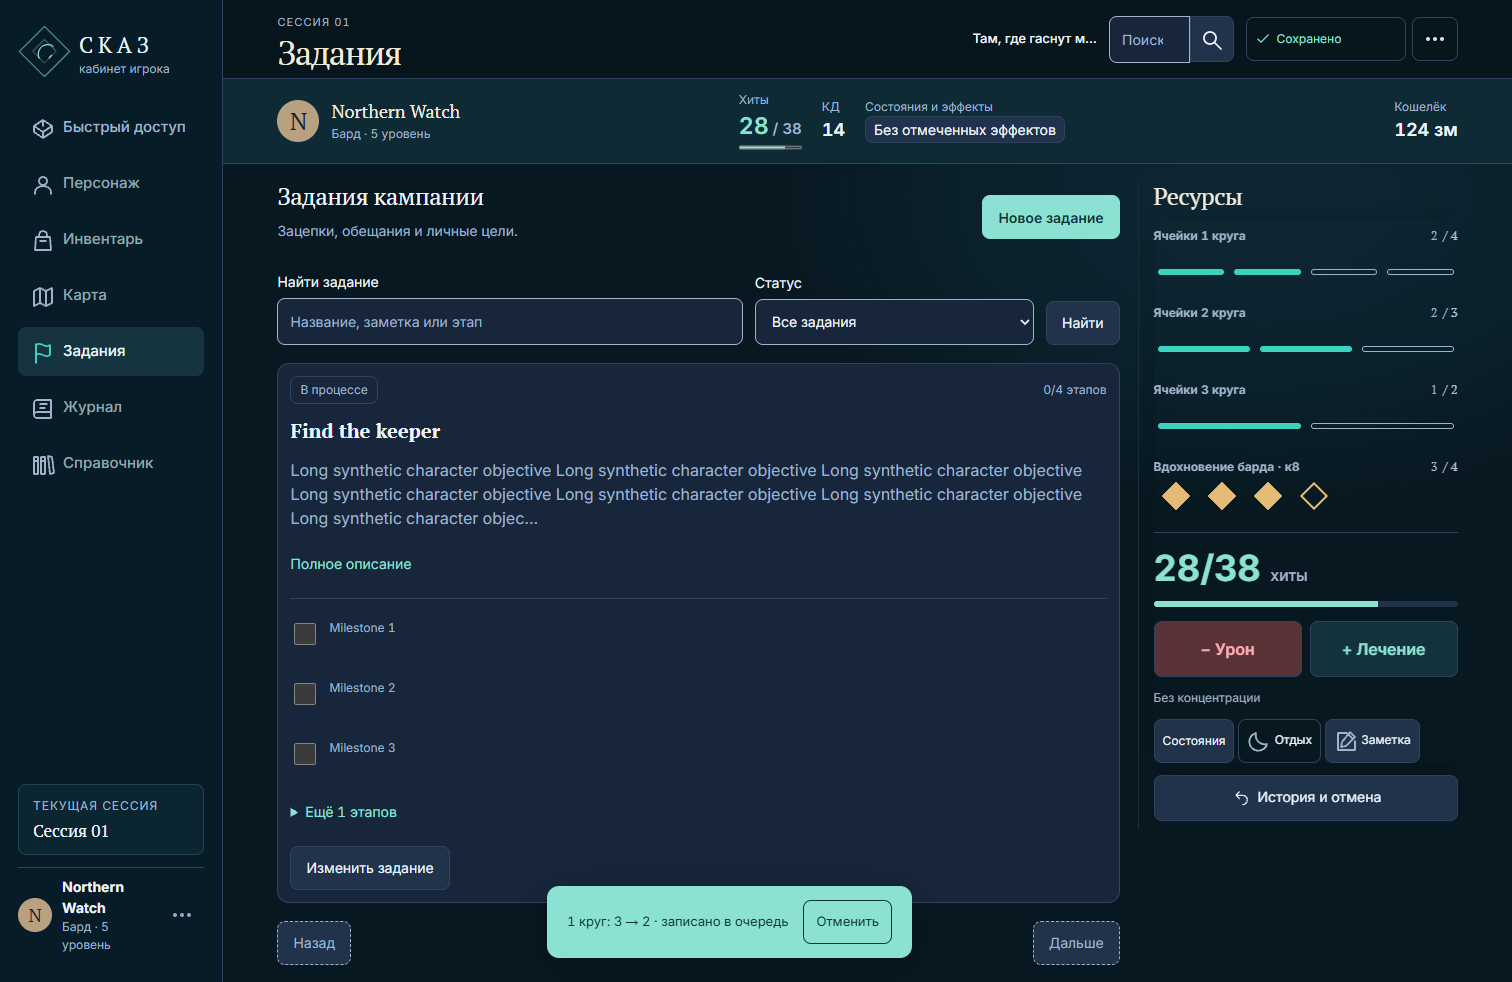 СКАЗ
кабинет игрока
Быстрый доступ
Персонаж
Инвентарь
Карта
Задания
Журнал
Справочник
ТЕКУЩАЯ СЕССИЯ
Сессия 01
N
Northern Watch
Бард · 5 уровень
СЕССИЯ 01
Задания
Там, где гаснут м...
Поиск
Сохранено
N
Northern Watch
Бард · 5 уровень
Хиты
28 / 38
КД
14
Состояния и эффекты
Без отмеченных эффектов
Кошелёк
124 зм
Задания кампании
Зацепки, обещания и личные цели.
Новое задание
Найти задание
Название, заметка или этап
Статус
Все задания
Найти
В процессе
0/4 этапов
Find the keeper
Long synthetic character objective Long synthetic character objective Long synthetic character objective
Long synthetic character objective Long synthetic character objective Long synthetic character objective
Long synthetic character objec...
Полное описание
Milestone 1
Milestone 2
Milestone 3
Ещё 1 этапов
Изменить задание
Назад
Дальше
1 круг: 3 → 2 · записано в очередь
Отменить
Ресурсы
Ячейки 1 круга 2 / 4
Ячейки 2 круга 2 / 3
Ячейки 3 круга 1 / 2
Вдохновение барда · к8 3 / 4
28/38 хиты
− Урон
+ Лечение
Без концентрации
Состояния
Отдых
Заметка
История и отмена